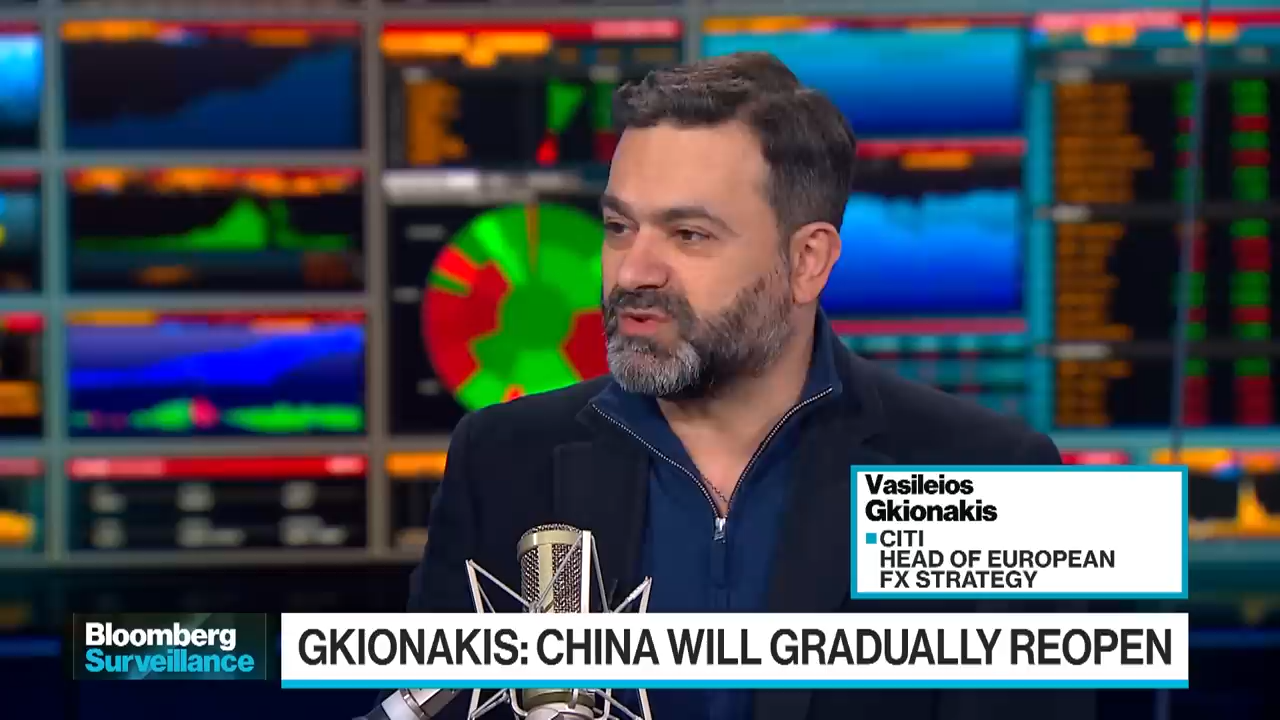 Vasileios
Gkionakis
CITI
HEAD OF EUROPEAN
FX STRATEGY
Bloomberg
Surveillance
GKIONAKIS: CHINA WILL GRADUALLY REOPEN